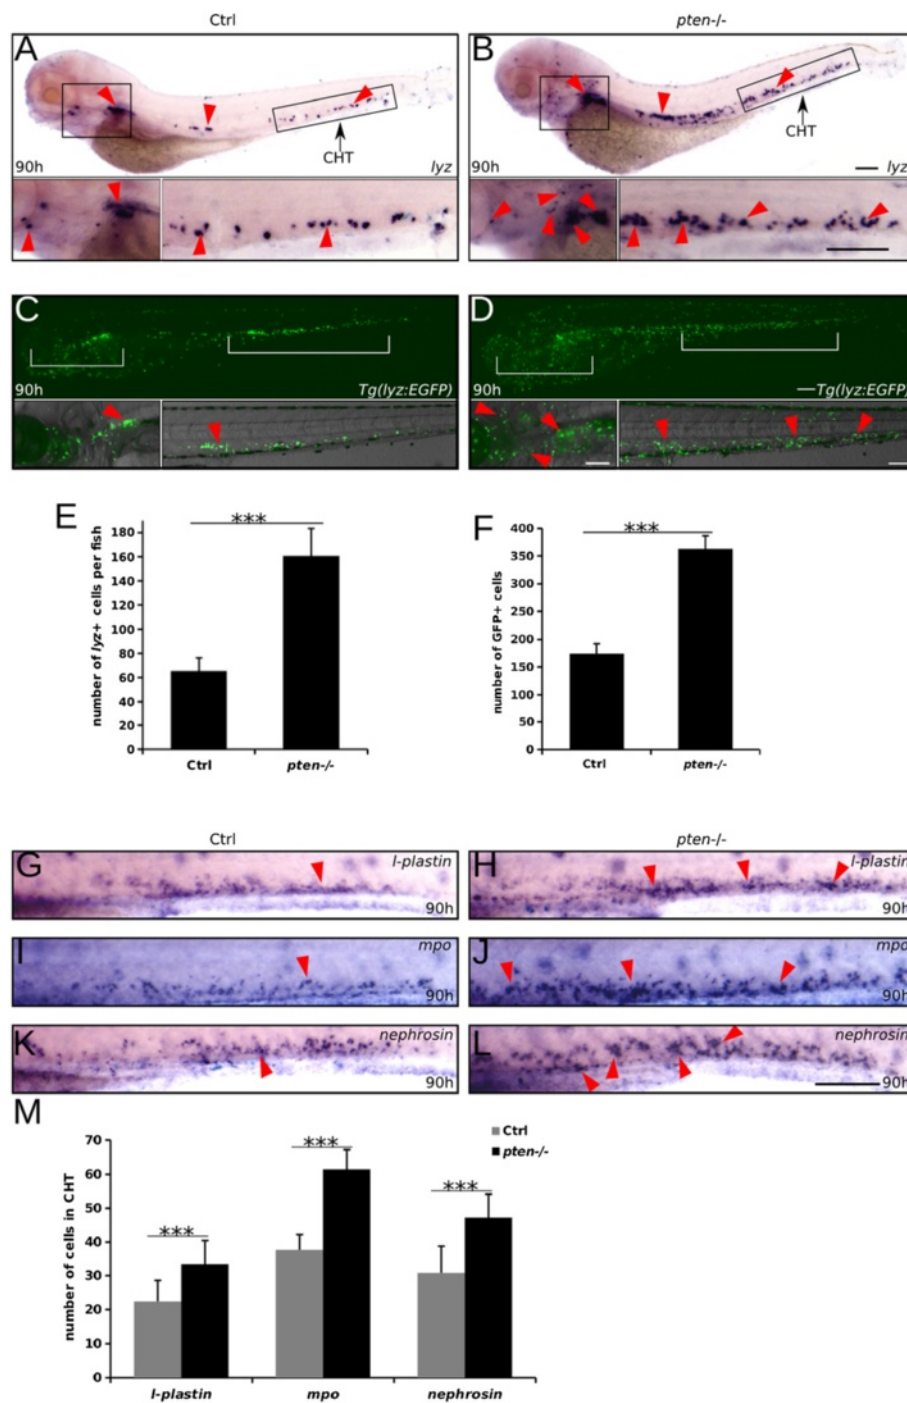 Ctrl
pten-/-
A
B
CHT
CHT
90h
lyz
90h
lyz
C
D
90h
Tg(lyz:EGFP)
90h
Tg(lyz:EGFP)
E
***
number of lyz+ cells per fish
180
160
140
120
100
80
60
40
20
0
Ctrl
pten-/-
F
***
number of GFP+ cells
400
350
300
250
200
150
100
50
0
Ctrl
pten-/-
Ctrl
pten-/-
G
l-plastin
90h
H
l-plastin
90h
I
mpo
90h
J
mpo
90h
K
nephrosin
90h
L
nephrosin
90h
M
Ctrl
pten-/-
***
***
***
number of cells in CHT
70
60
50
40
30
20
10
0
l-plastin
mpo
nephrosin